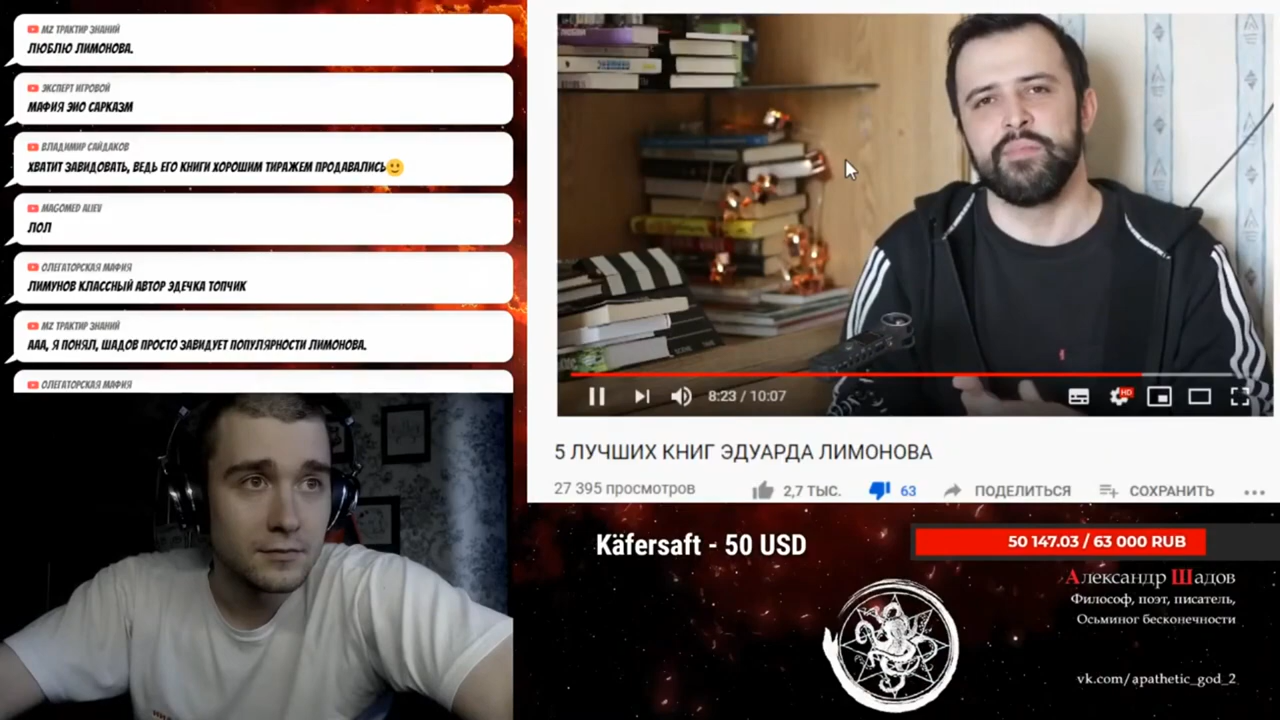 MZ ТРАКТИР ЗНАНИЙ
ЛЮБЛЮ ЛИМОНОВА.
ЭКСПЕРТ ИГРОВОЙ
МАФИЯ ЭНО САРКАЗМ
ВЛАДИМИР САЙДАКОВ
ХВАТИТ ЗАВИДОВАТЬ, ВЕДЬ ЕГО КНИГИ ХОРОШИМ ТИРАЖЕМ ПРОДАВАЛИСЬ🙂
MAGOMED ALIEV
ЛОЛ
ОЛЕГАТОРСКАЯ МАФИЯ
ЛИМУНОВ КЛАССНЫЙ АВТОР ЭДЕЧКА ТОПЧИК
MZ ТРАКТИР ЗНАНИЙ
ААА, Я ПОНЯЛ, ШАДОВ ПРОСТО ЗАВИДУЕТ ПОПУЛЯРНОСТИ ЛИМОНОВА.
ОЛЕГАТОРСКАЯ МАФИЯ
8:23 / 10:07
HD
5 ЛУЧШИХ КНИГ ЭДУАРДА ЛИМОНОВА
27 395 просмотров
2,7 ТЫС.
63
ПОДЕЛИТЬСЯ
СОХРАНИТЬ
Käfersaft - 50 USD
50 147.03 / 63 000 RUB
Александр Шадов
Философ, поэт, писатель,
Осьминог бесконечности
vk.com/apathetic_god_2